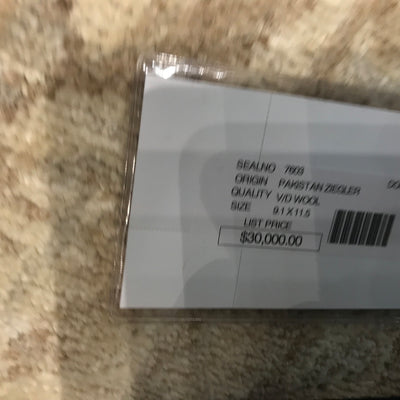 SEALNO 7603
ORIGIN PAKISTAN ZIEGLER
QUALITY V/D WOOL
SIZE 9.1 X 11.5
LIST PRICE
$30,000.00